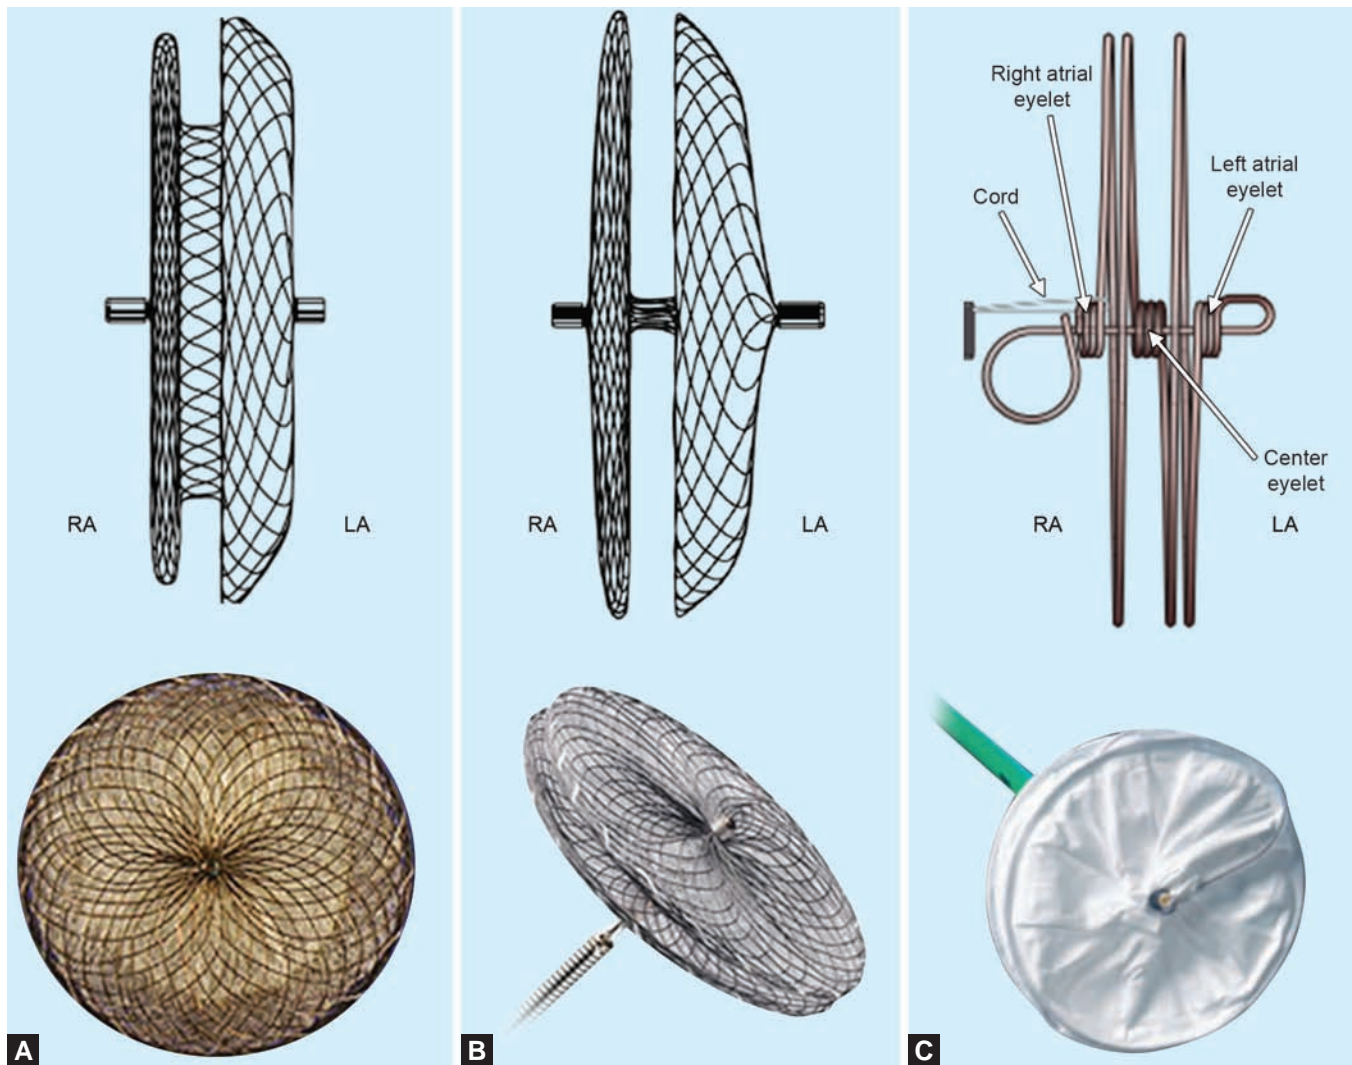 Right atrial
eyelet
Left atrial
eyelet
Cord
Center
eyelet
RA
LA
RA
LA
RA
LA
A
B
C